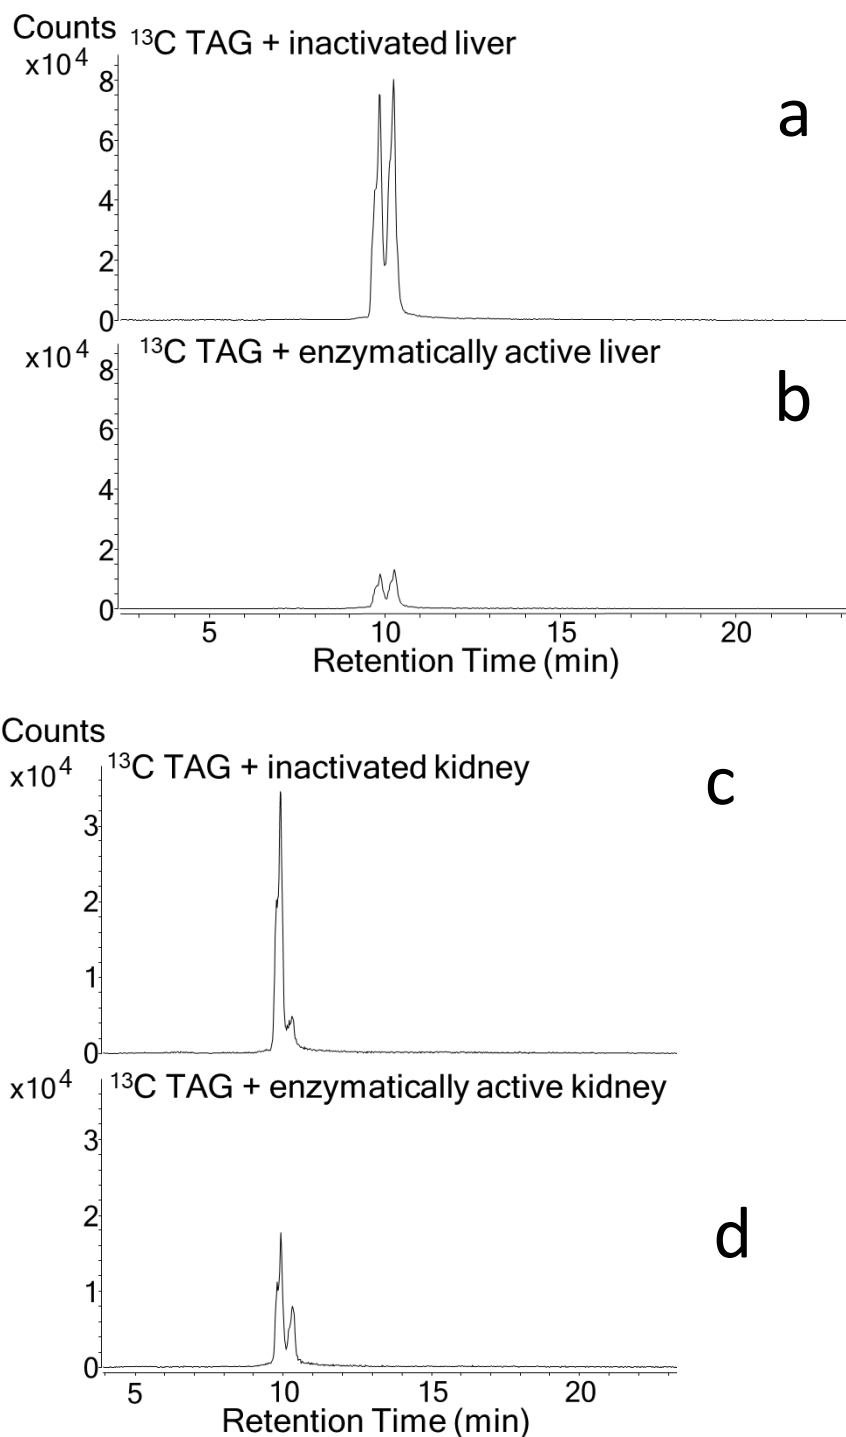 Counts
x10⁴
¹³C TAG + inactivated liver
a
8
6
4
2
0
x10⁴
¹³C TAG + enzymatically active liver
b
8
6
4
2
0
5 10 15 20
Retention Time (min)
Counts
x10⁴
¹³C TAG + inactivated kidney
c
3
2
1
0
x10⁴
¹³C TAG + enzymatically active kidney
d
3
2
1
0
5 10 15 20
Retention Time (min)